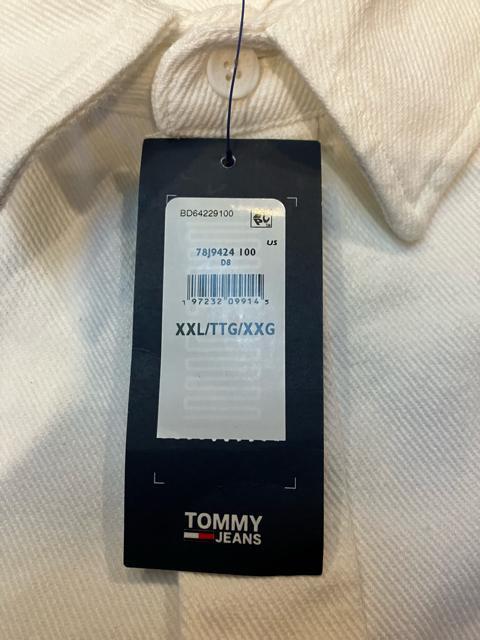 BD64229100
US
78J9424 100
D8
1 97232 09914 5
XXL/TTG/XXG
TOMMY
JEANS